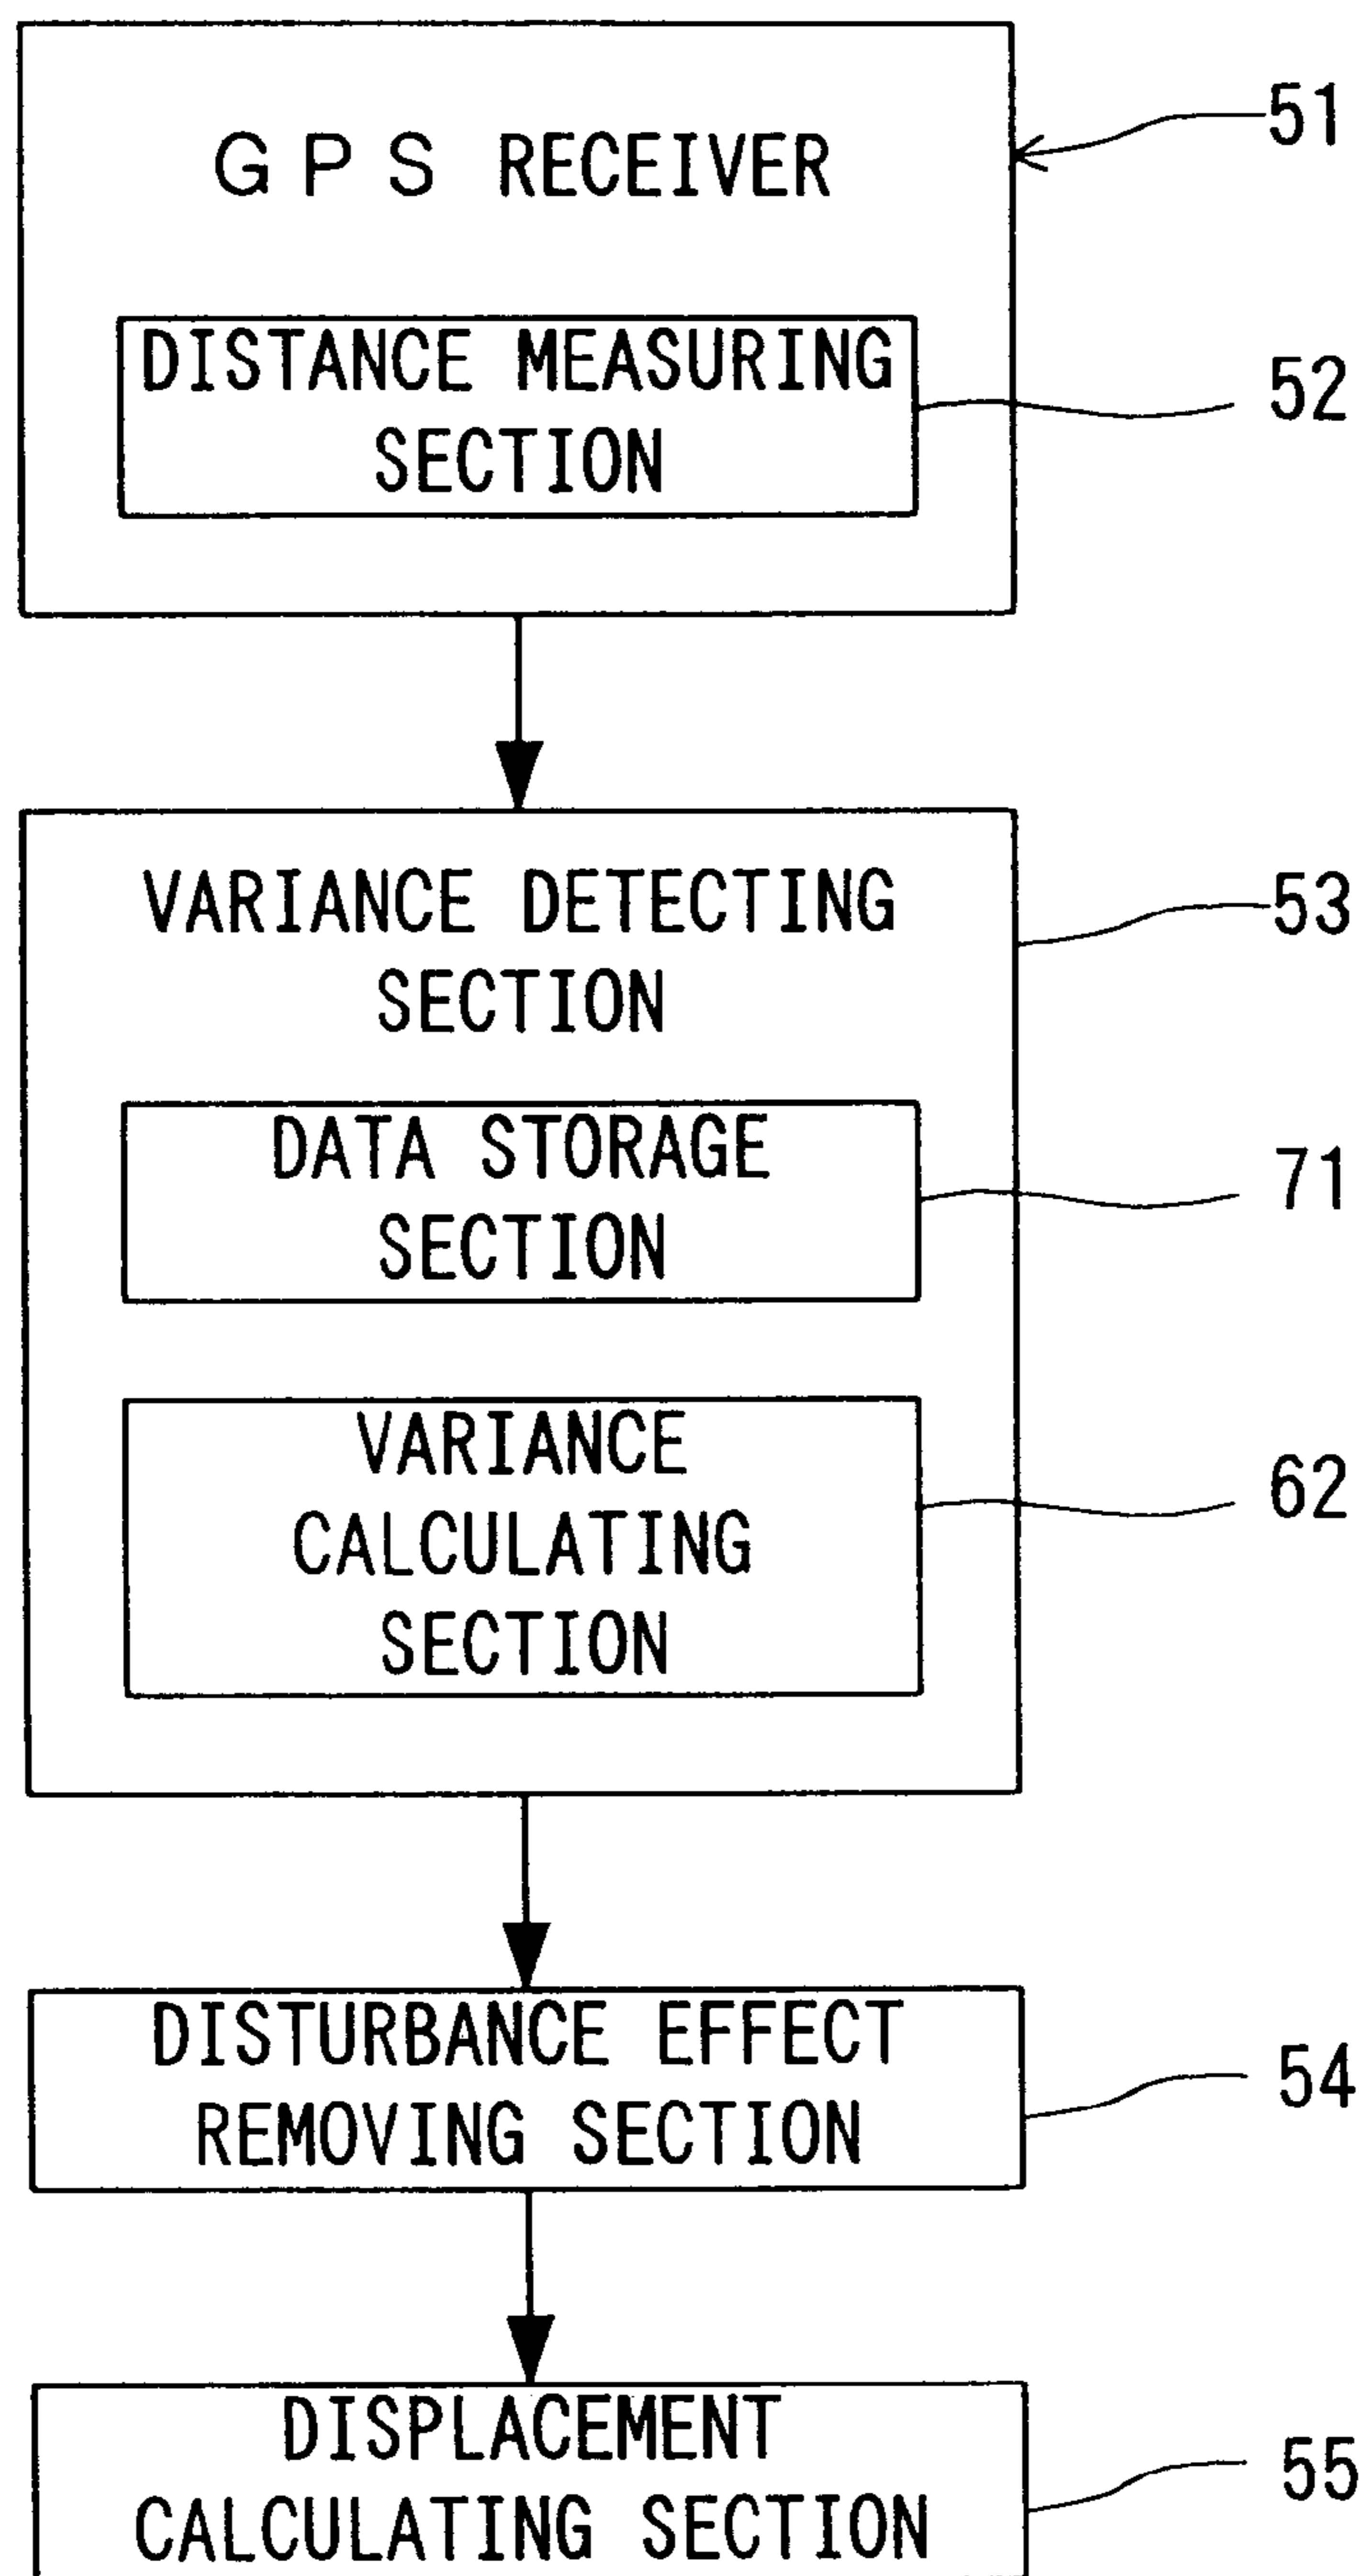 GPS RECEIVER
51
DISTANCE MEASURING
52
SECTION
VARIANCE DETECTING
53
SECTION
DATA STORAGE
71
SECTION
VARIANCE
62
CALCULATING
SECTION
DISTURBANCE EFFECT
54
REMOVING SECTION
DISPLACEMENT
55
CALCULATING SECTION